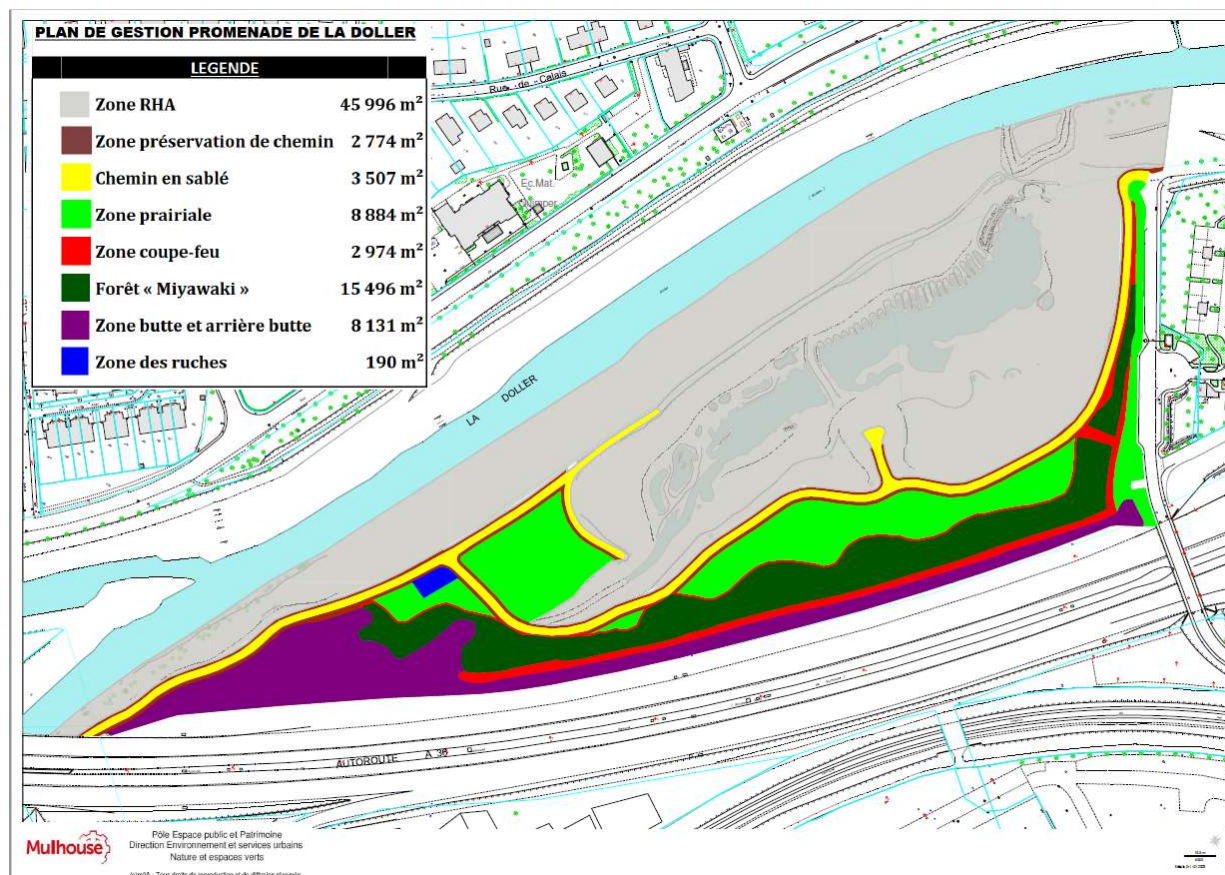 PLAN DE GESTION PROMENADE DE LA DOLLER
LEGENDE
Zone RHA 45 996 m²
Zone préservation de chemin 2 774 m²
Chemin en sablé 3 507 m²
Zone prairiale 8 884 m²
Zone coupe-feu 2 974 m²
Forêt « Miyawaki » 15 496 m²
Zone butte et arrière butte 8 131 m²
Zone des ruches 190 m²
Rue de Calais
Ec.Mat.
Quimper
LA DOLLER
AUTOROUTE A 36
Mulhouse
Pôle Espace public et Patrimoine
Direction Environnement et services urbains
Nature et espaces verts